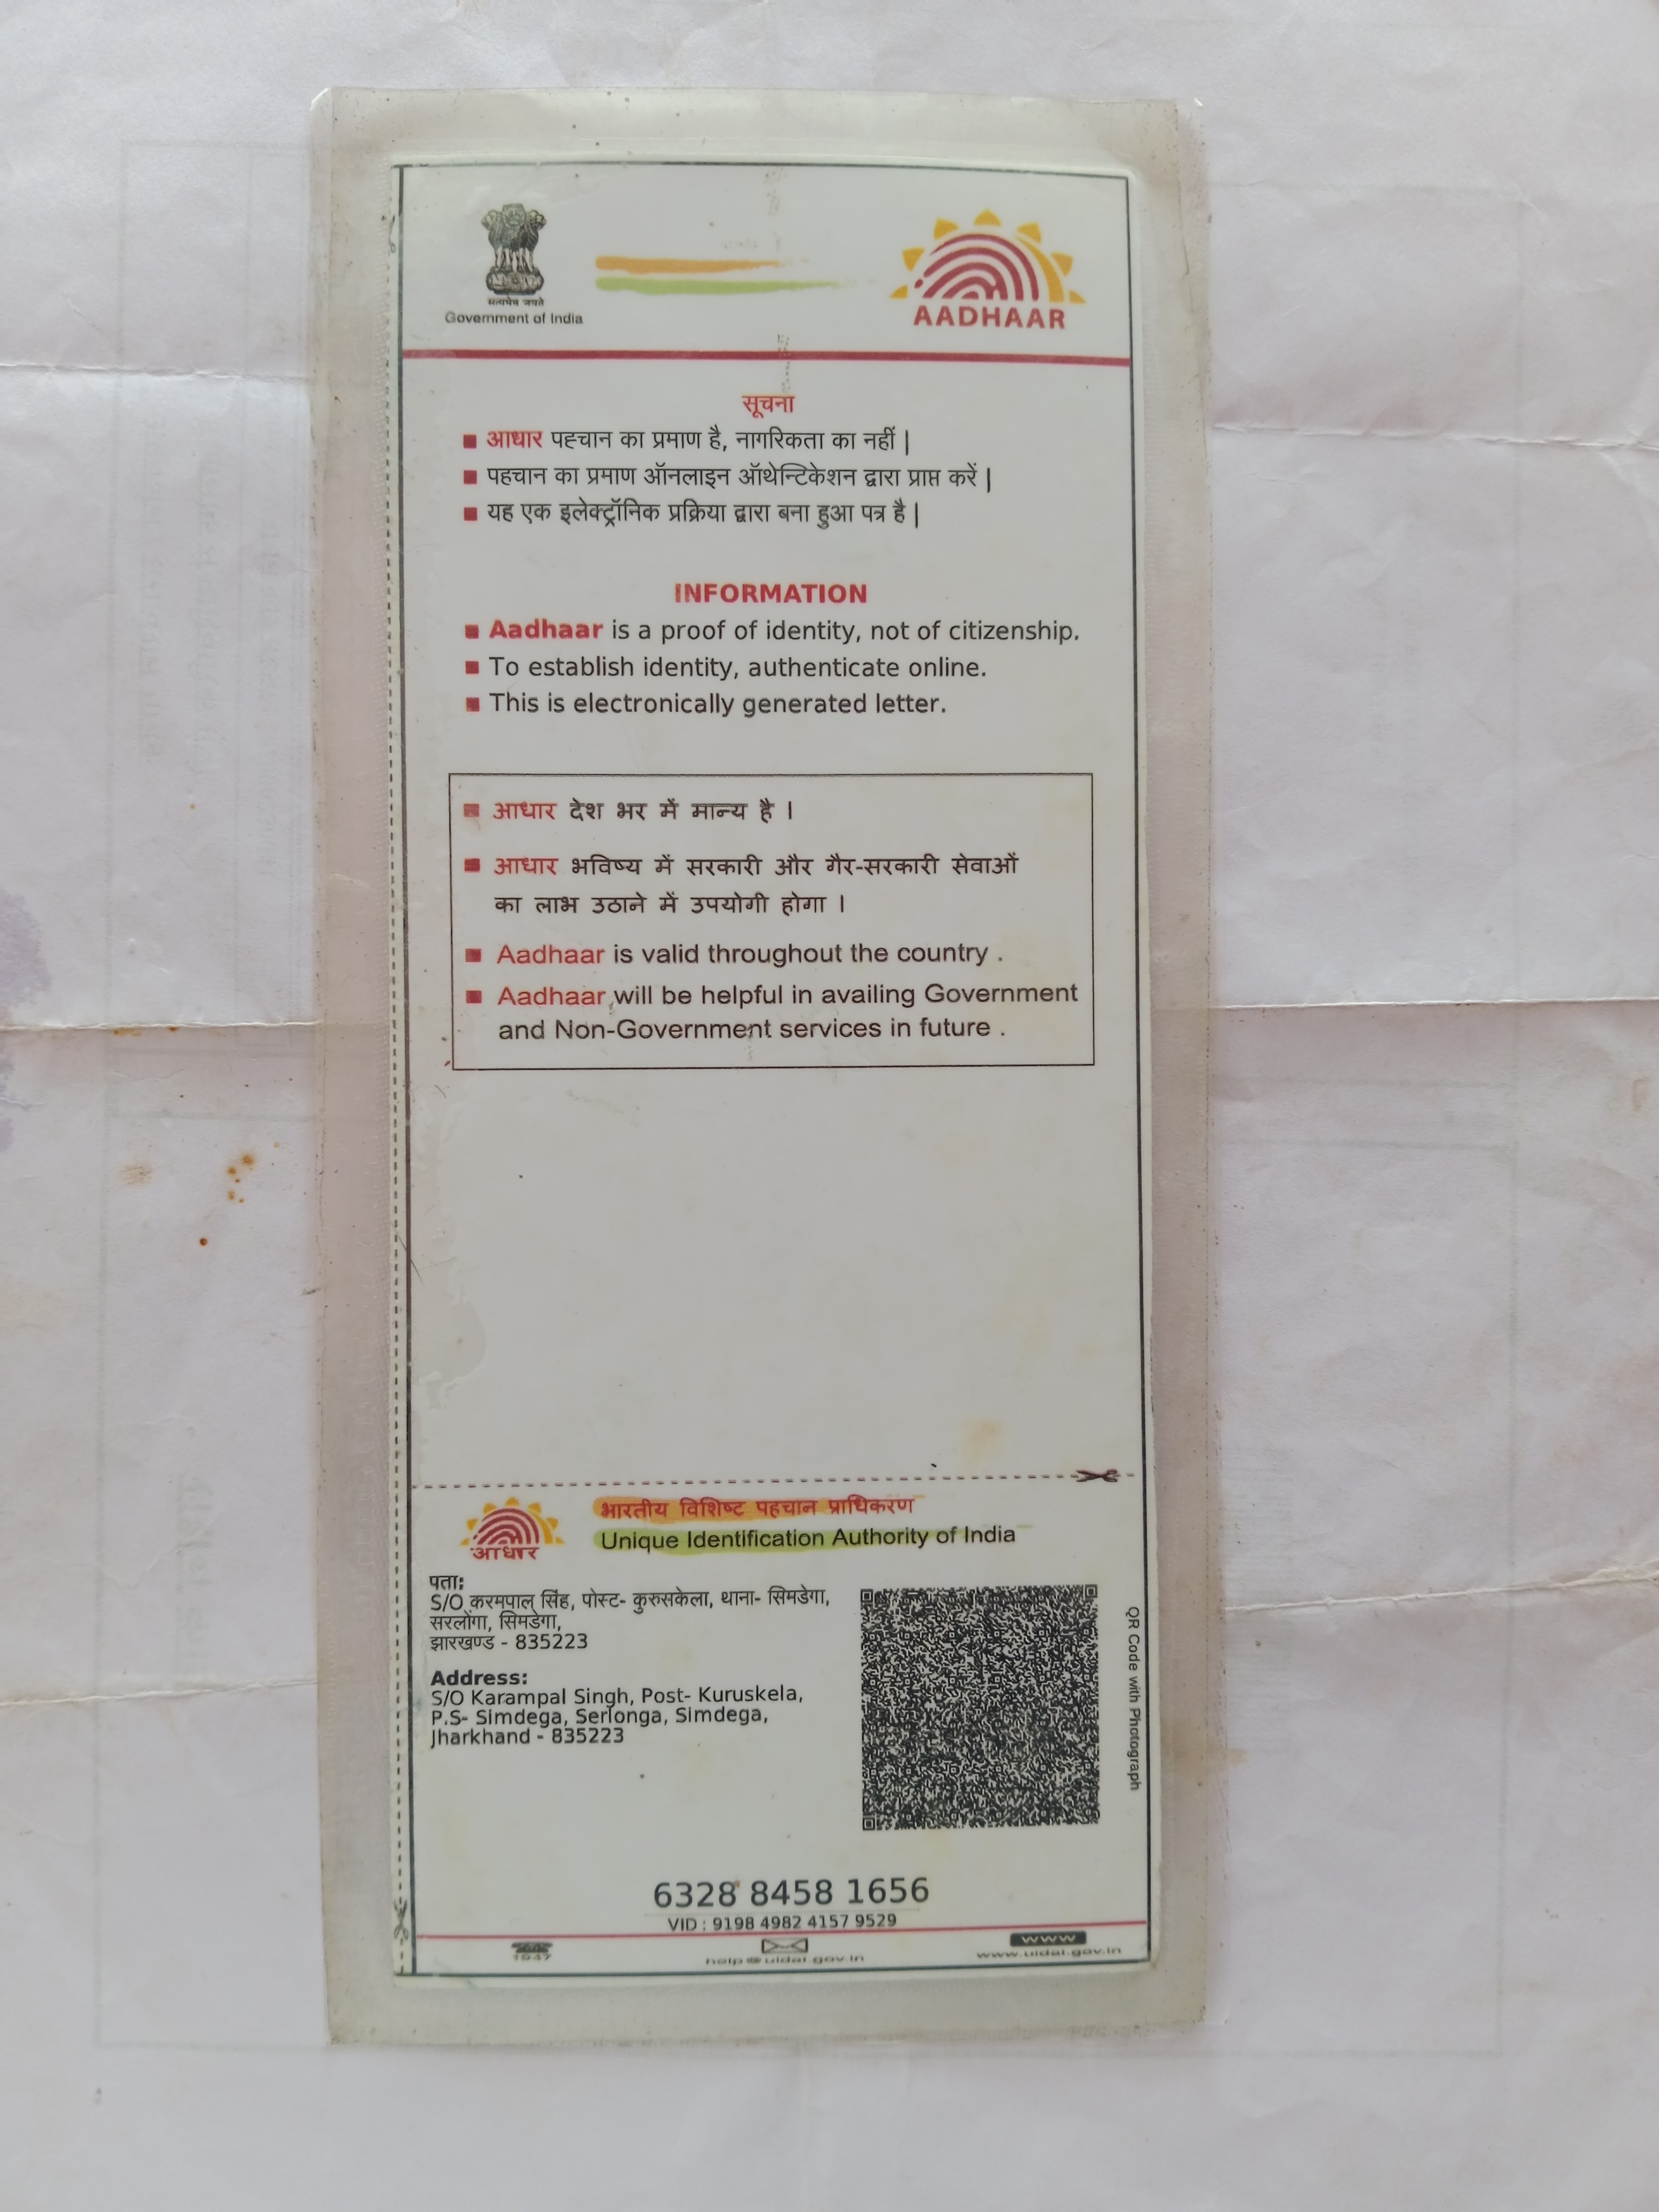 सत्यमेव जयते
Government of India
AADHAAR
सूचना
आधार पहचान का प्रमाण है, नागरिकता का नहीं |
पहचान का प्रमाण ऑनलाइन ऑथेन्टिकेशन द्वारा प्राप्त करें |
यह एक इलेक्ट्रॉनिक प्रक्रिया द्वारा बना हुआ पत्र है |
INFORMATION
Aadhaar is a proof of identity, not of citizenship.
To establish identity, authenticate online.
This is electronically generated letter.
आधार देश भर में मान्य है ।
आधार भविष्य में सरकारी और गैर-सरकारी सेवाओं
का लाभ उठाने में उपयोगी होगा ।
Aadhaar is valid throughout the country .
Aadhaar will be helpful in availing Government
and Non-Government services in future .
आधार
भारतीय विशिष्ट पहचान प्राधिकरण
Unique Identification Authority of India
पता:
S/O करमपाल सिंह, पोस्ट- कुरुसकेला, थाना- सिमडेगा,
सरलोंगा, सिमडेगा,
झारखण्ड - 835223
Address:
S/O Karampal Singh, Post- Kuruskela,
P.S- Simdega, Serlonga, Simdega,
Jharkhand - 835223
QR Code with Photograph
6328 8458 1656
VID : 9198 4982 4157 9529
1947
help@uidai.gov.in
www
www.uidai.gov.in